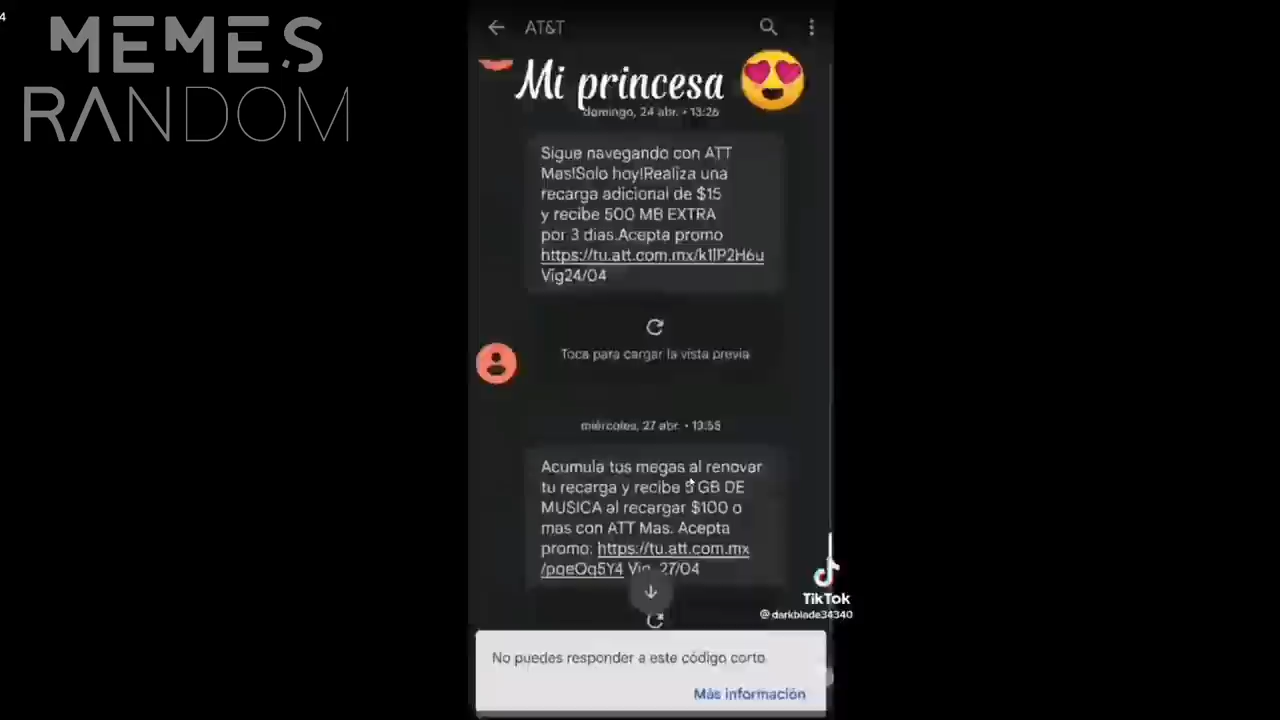 4
MEMES
RANDOM
AT&T
Mi princesa
domingo, 24 abr. • 13:26
Sigue navegando con ATT
Mas!Solo hoy!Realiza una
recarga adicional de $15
y recibe 500 MB EXTRA
por 3 dias.Acepta promo
https://tu.att.com.mx/k1lP2H6u
Vig24/04
Toca para cargar la vista previa
miércoles, 27 abr. • 13:55
Acumula tus megas al renovar
tu recarga y recibe 5 GB DE
MUSICA al recargar $100 o
mas con ATT Mas. Acepta
promo: https://tu.att.com.mx
/pqeOq5Y4 Vig. 27/04
TikTok
@darkblade34340
No puedes responder a este código corto
Más información